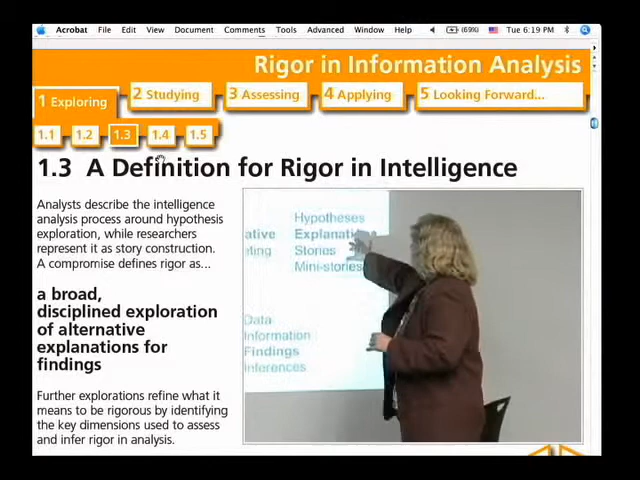 Acrobat File Edit View Document Comments Tools Advanced Window Help (69%) Tue 6:19 PM
Rigor in Information Analysis
1 Exploring 2 Studying 3 Assessing 4 Applying 5 Looking Forward...
1.1 1.2 1.3 1.4 1.5
1.3 A Definition for Rigor in Intelligence
Analysts describe the intelligence
analysis process around hypothesis
exploration, while researchers
represent it as story construction.
A compromise defines rigor as...
a broad,
disciplined exploration
of alternative
explanations for
findings
Further explorations refine what it
means to be rigorous by identifying
the key dimensions used to assess
and infer rigor in analysis.
Hypotheses
ative Explanati
ting Stories
Mini-stories
Data
Information
Findings
Inferences